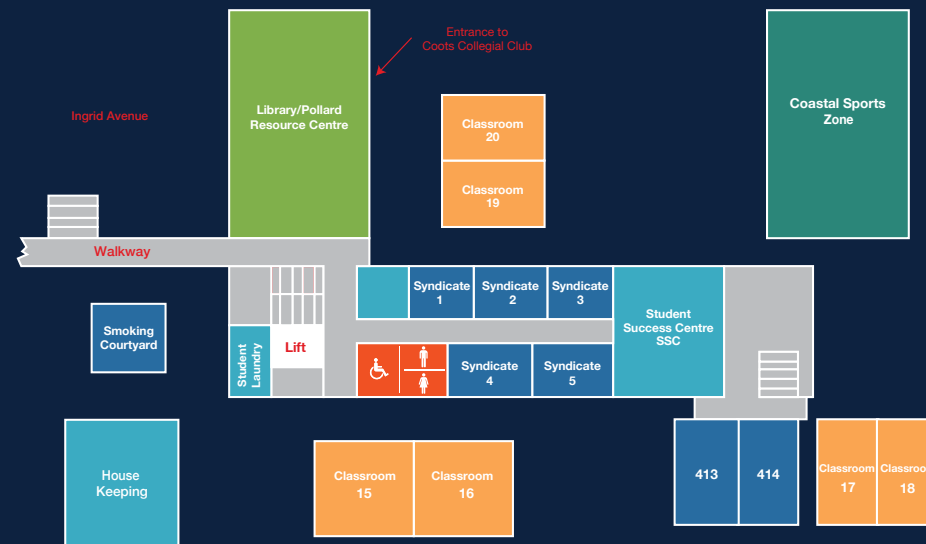 Entrance to
Coots Collegial Club
Library/Pollard
Resource Centre
Ingrid Avenue
Coastal Sports
Zone
Classroom
20
Classroom
19
Walkway
Syndicate
1
Syndicate
2
Syndicate
3
Student
Success Centre
SSC
Smoking
Courtyard
Student
Laundry
Lift
Syndicate
4
Syndicate
5
House
Keeping
Classroom
15
Classroom
16
413
414
Classroom
17
Classroo
18